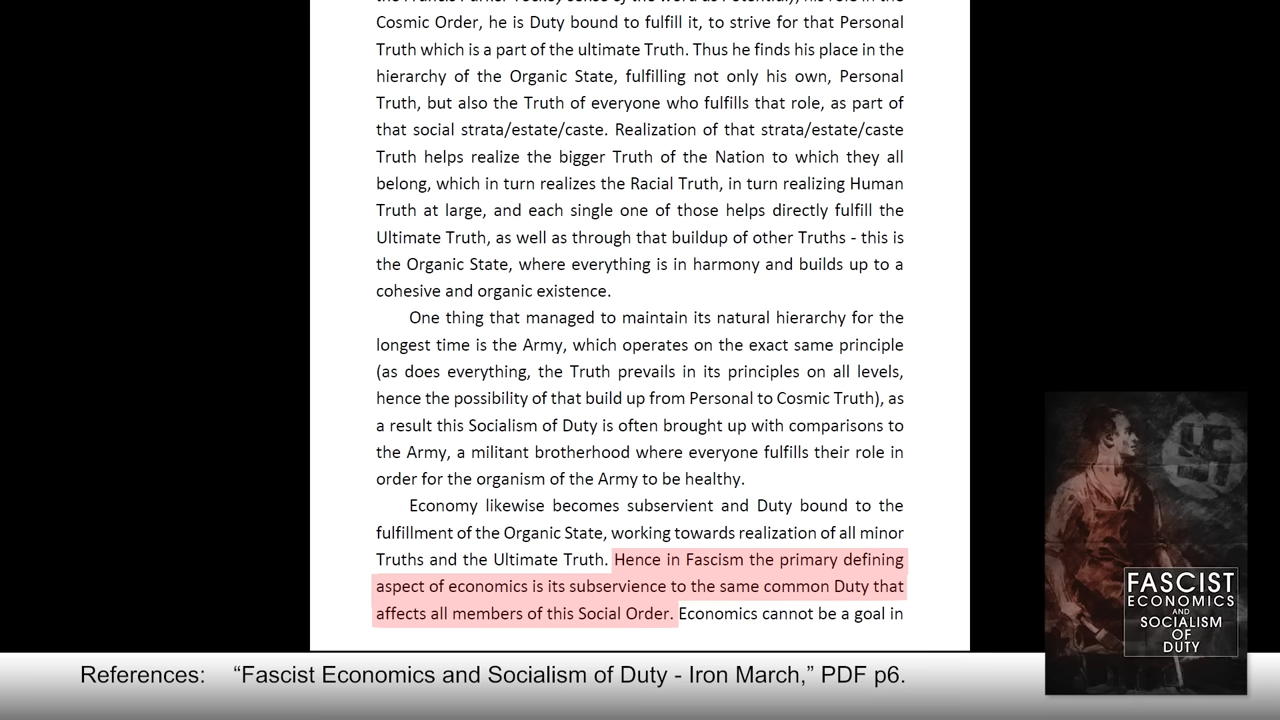 Cosmic Order, he is Duty bound to fulfill it, to strive for that Personal
Truth which is a part of the ultimate Truth. Thus he finds his place in the
hierarchy of the Organic State, fulfilling not only his own, Personal
Truth, but also the Truth of everyone who fulfills that role, as part of
that social strata/estate/caste. Realization of that strata/estate/caste
Truth helps realize the bigger Truth of the Nation to which they all
belong, which in turn realizes the Racial Truth, in turn realizing Human
Truth at large, and each single one of those helps directly fulfill the
Ultimate Truth, as well as through that buildup of other Truths - this is
the Organic State, where everything is in harmony and builds up to a
cohesive and organic existence.
One thing that managed to maintain its natural hierarchy for the
longest time is the Army, which operates on the exact same principle
(as does everything, the Truth prevails in its principles on all levels,
hence the possibility of that build up from Personal to Cosmic Truth), as
a result this Socialism of Duty is often brought up with comparisons to
the Army, a militant brotherhood where everyone fulfills their role in
order for the organism of the Army to be healthy.
Economy likewise becomes subservient and Duty bound to the
fulfillment of the Organic State, working towards realization of all minor
Truths and the Ultimate Truth. Hence in Fascism the primary defining
aspect of economics is its subservience to the same common Duty that
affects all members of this Social Order. Economics cannot be a goal in
FASCIST
ECONOMICS
AND
SOCIALISM
OF
DUTY
References: “Fascist Economics and Socialism of Duty - Iron March,” PDF p6.